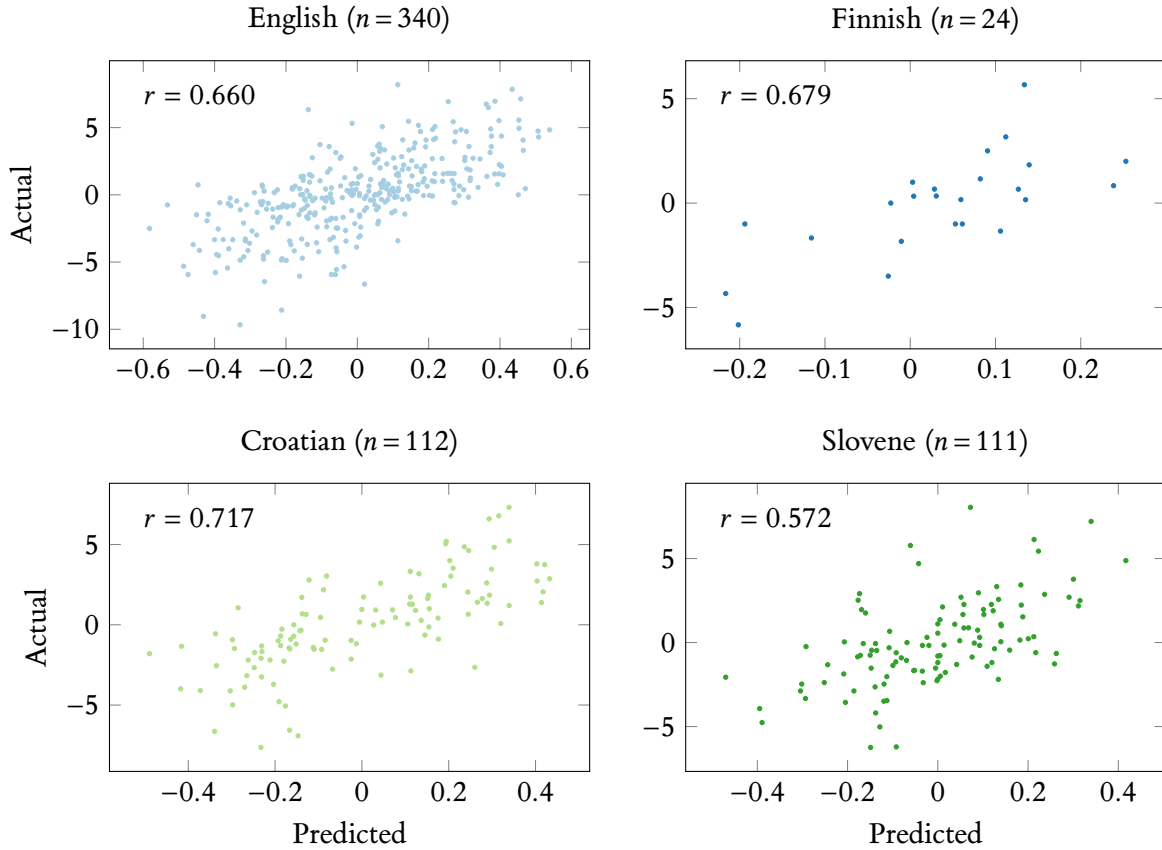 English (n = 340)
r = 0.660
Actual
5
0
−5
−10
−0.6 −0.4 −0.2 0 0.2 0.4 0.6
Finnish (n = 24)
r = 0.679
5
0
−5
−0.2 −0.1 0 0.1 0.2
Croatian (n = 112)
r = 0.717
Actual
5
0
−5
−0.4 −0.2 0 0.2 0.4
Predicted
Slovene (n = 111)
r = 0.572
5
0
−5
−0.4 −0.2 0 0.2 0.4
Predicted